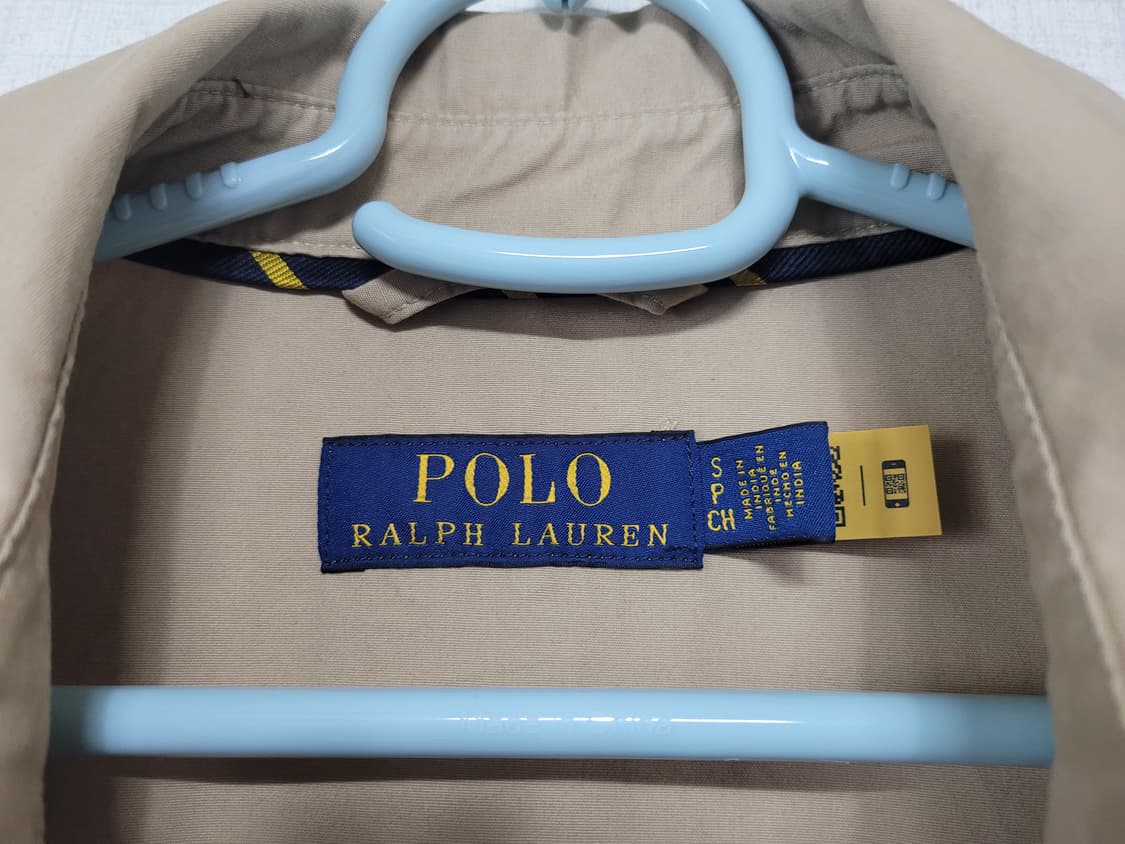 POLO
RALPH LAUREN
S
P
CH
MADE IN
INDIA
FABRIQUÉ EN
INDE
HECHO EN
INDIA